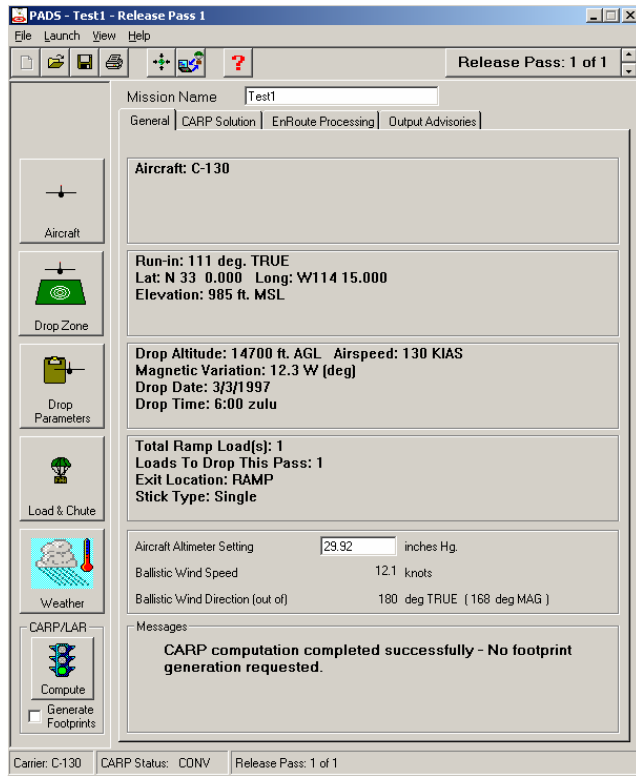 PADS - Test1 - Release Pass 1
File Launch View Help
? Release Pass: 1 of 1
Mission Name Test1
General CARP Solution EnRoute Processing Output Advisories
Aircraft
Aircraft: C-130
Drop Zone
Run-in: 111 deg. TRUE
Lat: N 33 0.000 Long: W114 15.000
Elevation: 985 ft. MSL
Drop
Parameters
Drop Altitude: 14700 ft. AGL Airspeed: 130 KIAS
Magnetic Variation: 12.3 W (deg)
Drop Date: 3/3/1997
Drop Time: 6:00 zulu
Load & Chute
Total Ramp Load(s): 1
Loads To Drop This Pass: 1
Exit Location: RAMP
Stick Type: Single
Weather
Aircraft Altimeter Setting 29.92 inches Hg.
Ballistic Wind Speed 12.1 knots
Ballistic Wind Direction (out of) 180 deg TRUE ( 168 deg MAG )
CARP/LAR
Compute
Generate
Footprints
Messages
CARP computation completed successfully - No footprint
generation requested.
Carrier: C-130 CARP Status: CONV Release Pass: 1 of 1